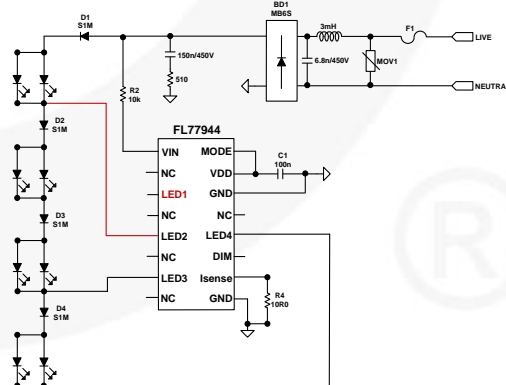 D1
S1M
BD1
MB6S
3mH
F1
LIVE
150n/450V
6.8n/450V
MOV1
510
NEUTRA
R2
10k
D2
S1M
FL77944
VIN
MODE
C1
100n
NC
VDD
LED1
GND
NC
NC
D3
S1M
LED2
LED4
NC
DIM
LED3
Isense
NC
GND
R4
10R0
D4
S1M
®